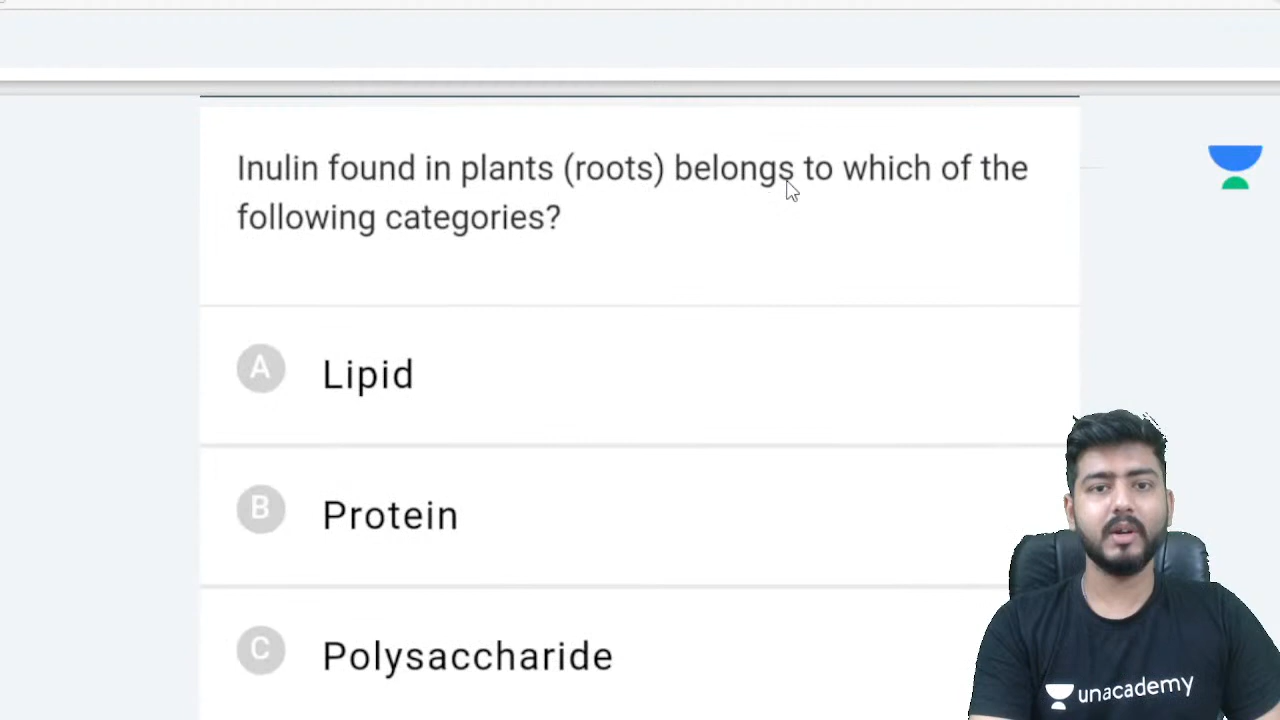 Inulin found in plants (roots) belongs to which of the
following categories?
A Lipid
B Protein
C Polysaccharide
unacademy